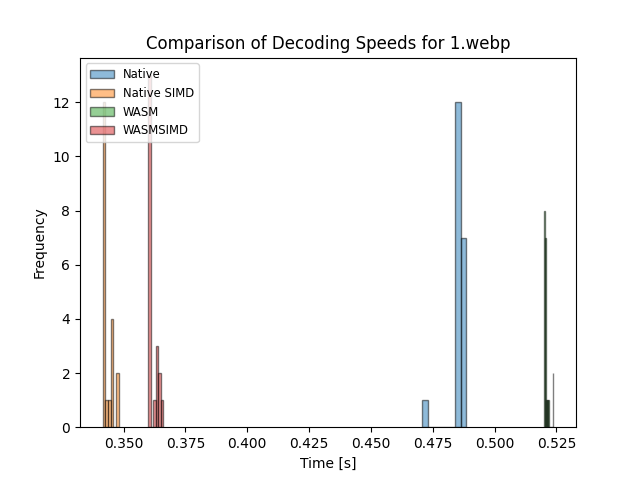 Comparison of Decoding Speeds for 1.webp
Native
Native SIMD
WASM
WASMSIMD
12
10
8
6
4
2
0
Frequency
0.350 0.375 0.400 0.425 0.450 0.475 0.500 0.525
Time [s]